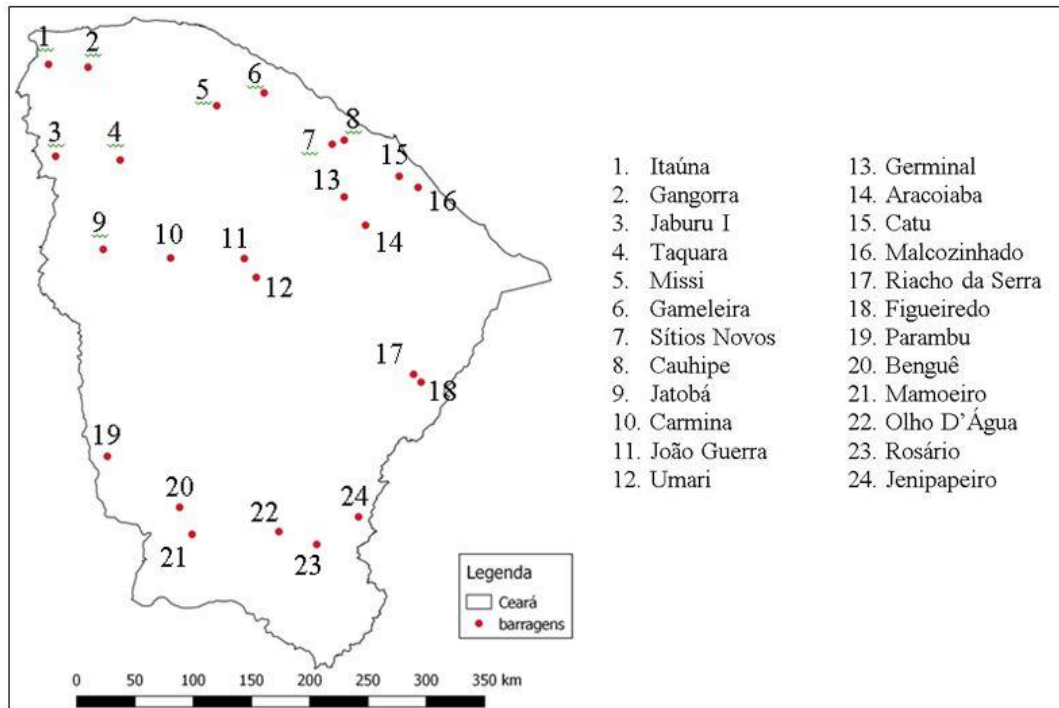 1
2
6
5
8
7
3
4
15
13
16
14
9
10
11
12
17
18
19
20
24
22
21
23
1. Itaúna
2. Gangorra
3. Jaburu I
4. Taquara
5. Missi
6. Gameleira
7. Sítios Novos
8. Cauhipe
9. Jatobá
10. Carmina
11. João Guerra
12. Umari
13. Germinal
14. Aracoiaba
15. Catu
16. Malcozinhado
17. Riacho da Serra
18. Figueiredo
19. Parambu
20. Benguê
21. Mamoeiro
22. Olho D'Água
23. Rosário
24. Jenipapeiro
Legenda
Ceará
barragens
0 50 100 150 200 250 300 350 km